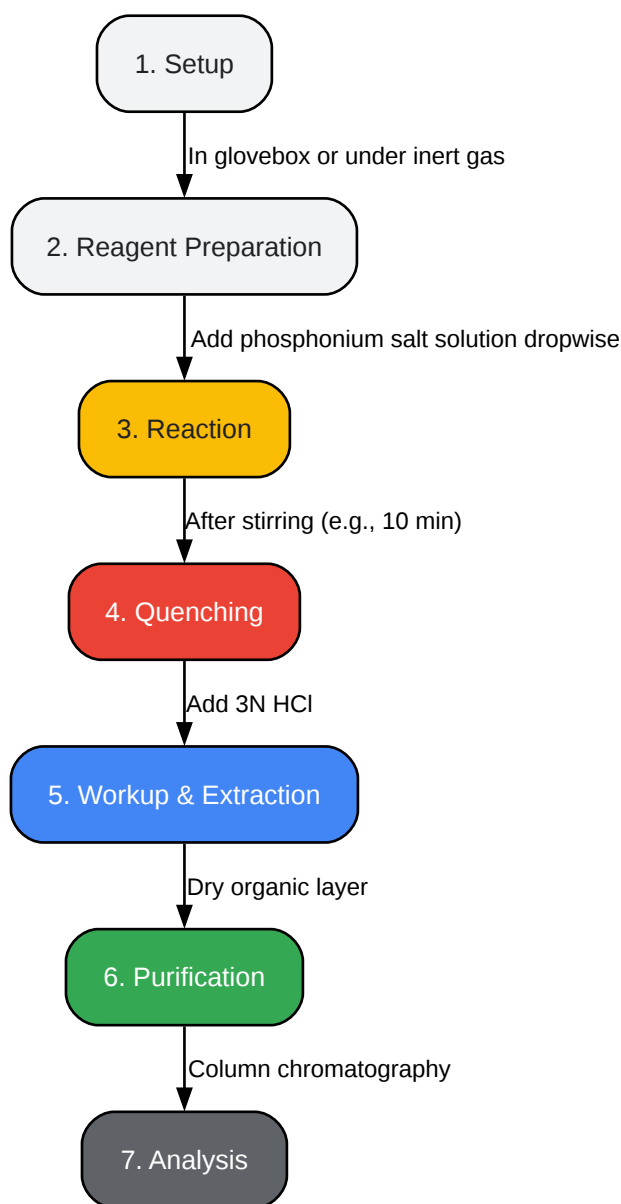 1. Setup
In glovebox or under inert gas
2. Reagent Preparation
Add phosphonium salt solution dropwise
3. Reaction
After stirring (e.g., 10 min)
4. Quenching
Add 3N HCl
5. Workup & Extraction
Dry organic layer
6. Purification
Column chromatography
7. Analysis